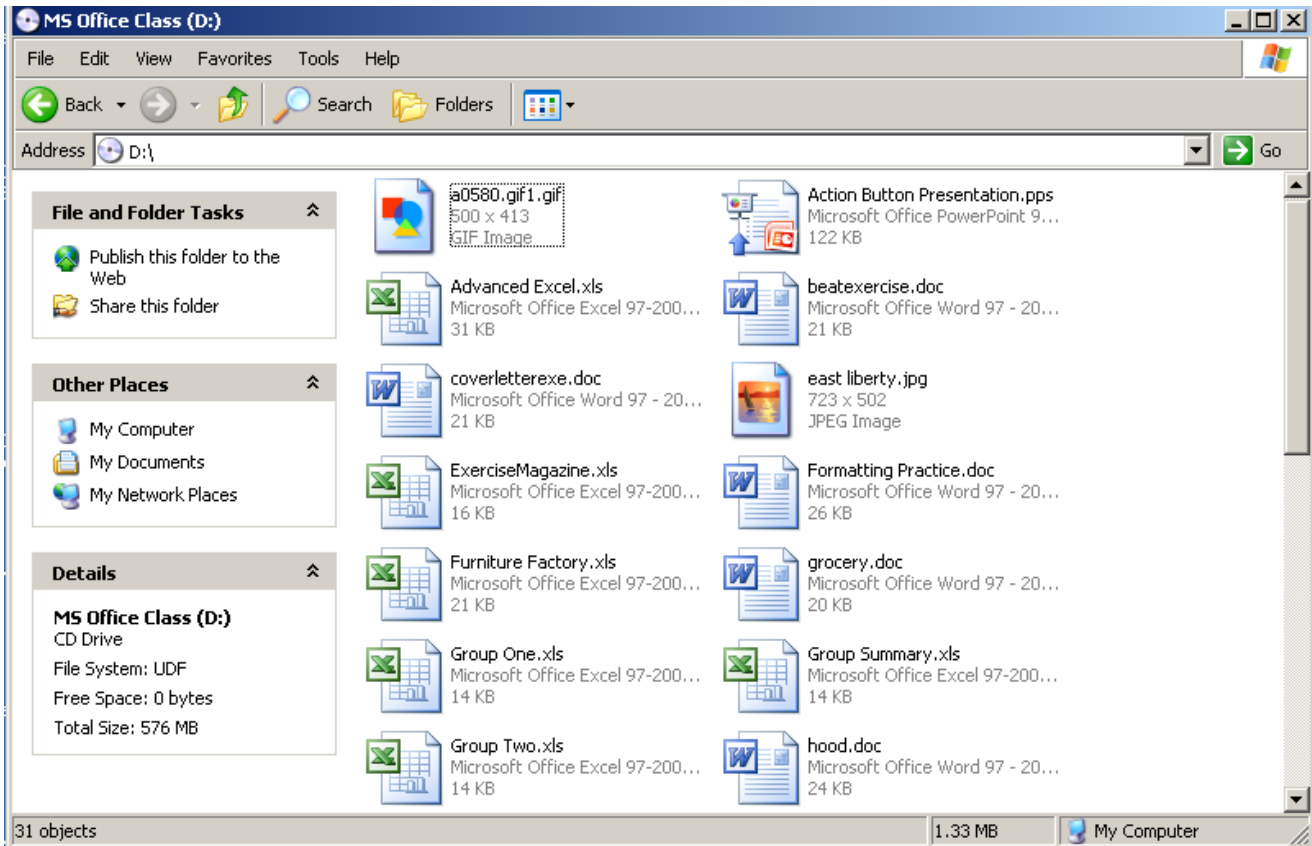 MS Office Class (D:)
File Edit View Favorites Tools Help
Back Search Folders
Address D:\ Go
File and Folder Tasks
Publish this folder to the
Web
Share this folder
Other Places
My Computer
My Documents
My Network Places
Details
MS Office Class (D:)
CD Drive
File System: UDF
Free Space: 0 bytes
Total Size: 576 MB
a0580.gif1.gif
500 x 413
GIF Image
Action Button Presentation.pps
Microsoft Office PowerPoint 9...
122 KB
Advanced Excel.xls
Microsoft Office Excel 97-200...
31 KB
beatexercise.doc
Microsoft Office Word 97 - 20...
21 KB
coverletterexe.doc
Microsoft Office Word 97 - 20...
21 KB
east liberty.jpg
723 x 502
JPEG Image
ExerciseMagazine.xls
Microsoft Office Excel 97-200...
16 KB
Formatting Practice.doc
Microsoft Office Word 97 - 20...
26 KB
Furniture Factory.xls
Microsoft Office Excel 97-200...
21 KB
grocery.doc
Microsoft Office Word 97 - 20...
20 KB
Group One.xls
Microsoft Office Excel 97-200...
14 KB
Group Summary.xls
Microsoft Office Excel 97-200...
14 KB
Group Two.xls
Microsoft Office Excel 97-200...
14 KB
hood.doc
Microsoft Office Word 97 - 20...
24 KB
31 objects 1.33 MB My Computer